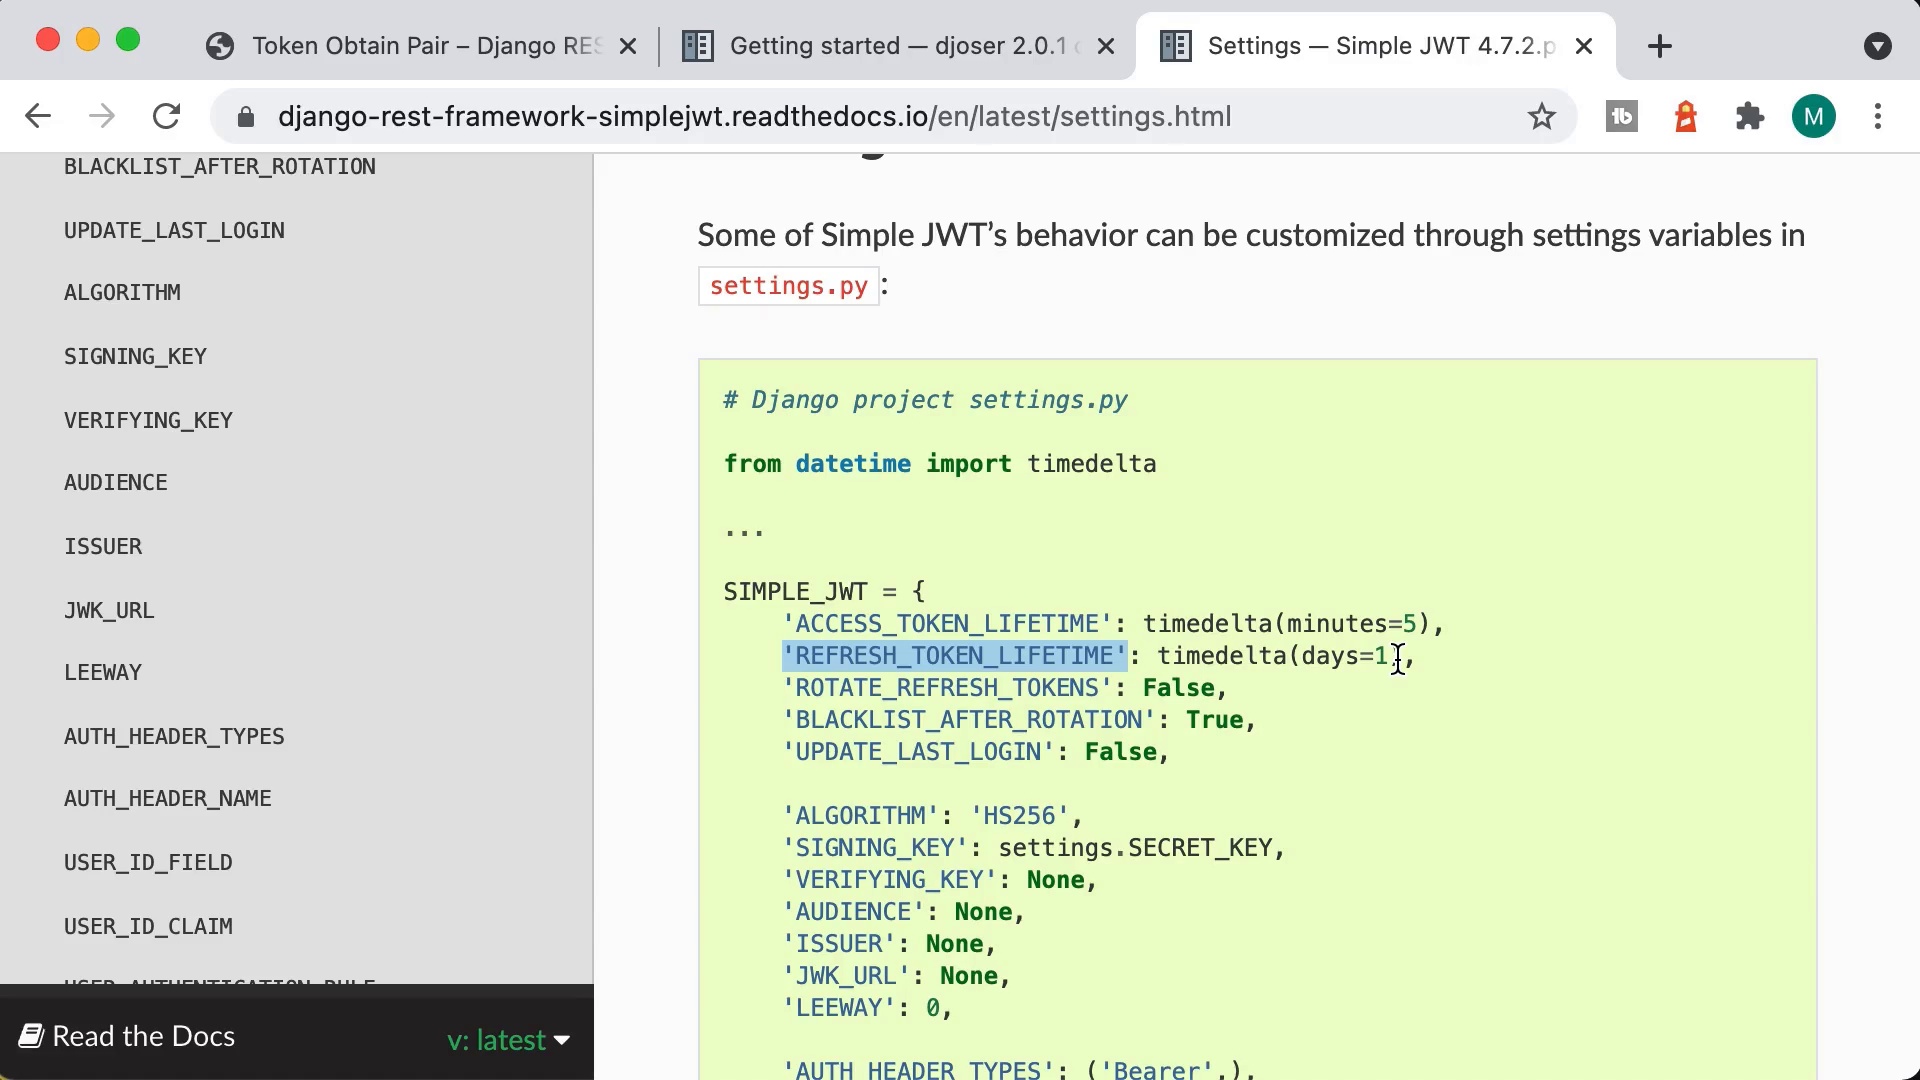 Token Obtain Pair – Django RES
Getting started — djoser 2.0.1
Settings — Simple JWT 4.7.2.p
django-rest-framework-simplejwt.readthedocs.io/en/latest/settings.html
M
BLACKLIST_AFTER_ROTATION
UPDATE_LAST_LOGIN
ALGORITHM
SIGNING_KEY
VERIFYING_KEY
AUDIENCE
ISSUER
JWK_URL
LEEWAY
AUTH_HEADER_TYPES
AUTH_HEADER_NAME
USER_ID_FIELD
USER_ID_CLAIM
USER_AUTHENTICATION_RULE
Read the Docs
v: latest
Some of Simple JWT’s behavior can be customized through settings variables in
settings.py:
# Django project settings.py
from datetime import timedelta
...
SIMPLE_JWT = {
'ACCESS_TOKEN_LIFETIME': timedelta(minutes=5),
'REFRESH_TOKEN_LIFETIME': timedelta(days=1),
'ROTATE_REFRESH_TOKENS': False,
'BLACKLIST_AFTER_ROTATION': True,
'UPDATE_LAST_LOGIN': False,
'ALGORITHM': 'HS256',
'SIGNING_KEY': settings.SECRET_KEY,
'VERIFYING_KEY': None,
'AUDIENCE': None,
'ISSUER': None,
'JWK_URL': None,
'LEEWAY': 0,
'AUTH_HEADER_TYPES': ('Bearer',),